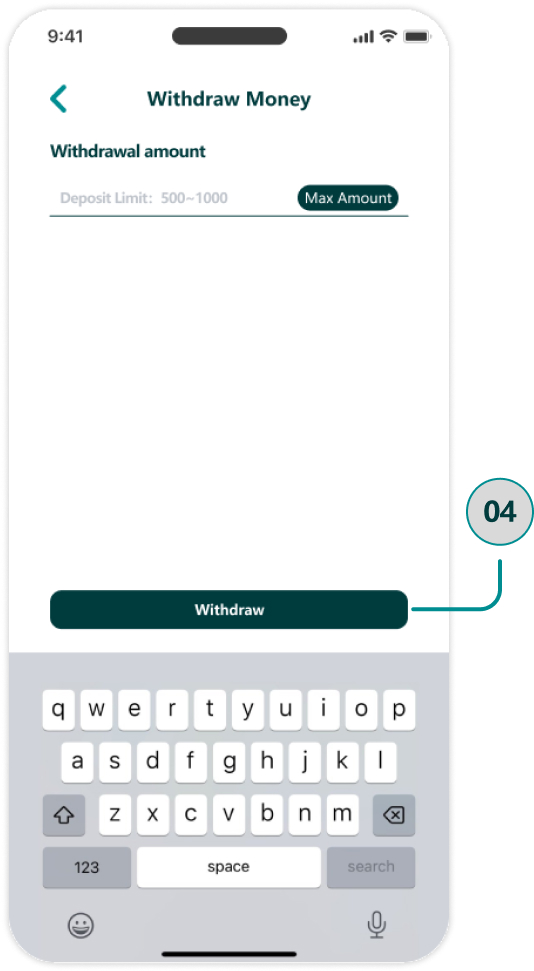 9:41
Withdraw Money
Withdrawal amount
Deposit Limit: 500~1000 Max Amount
04
Withdraw
q w e r t y u i o p
a s d f g h j k l
z x c v b n m
123 space search